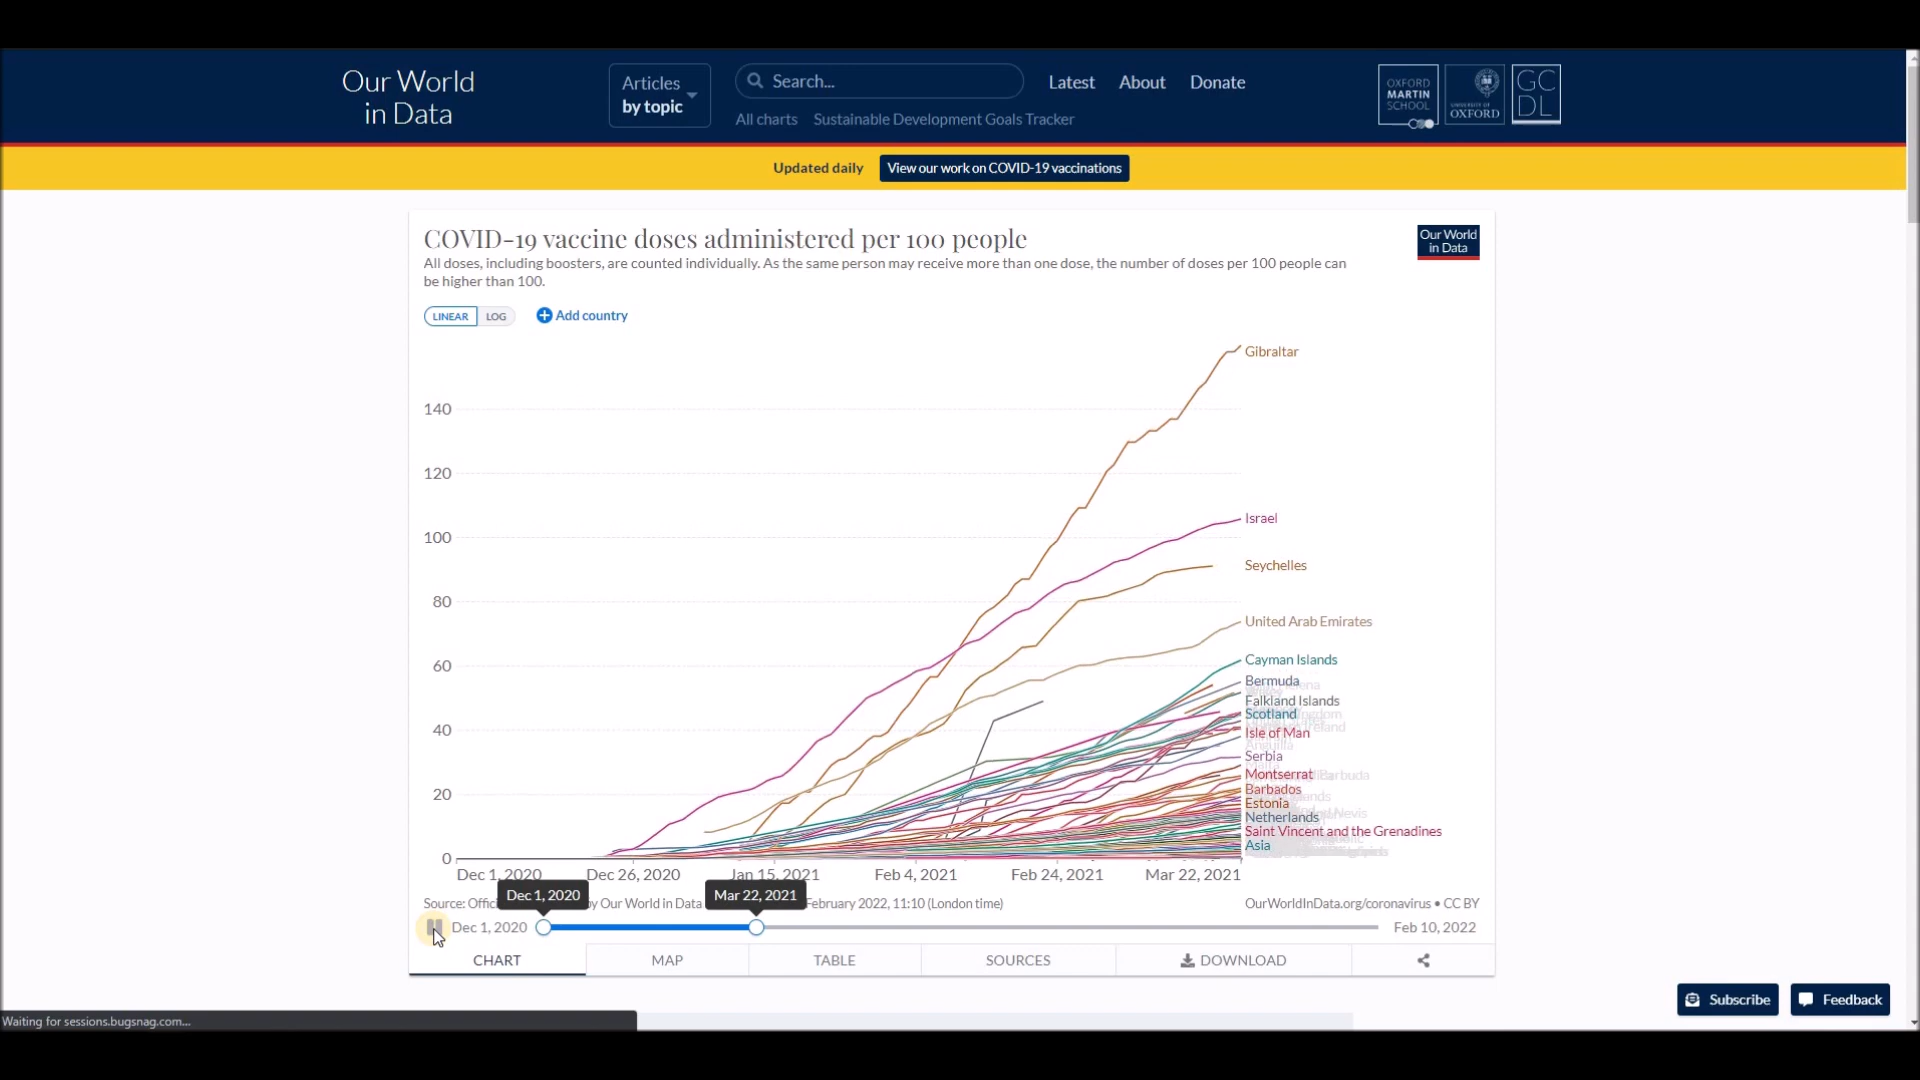 Our World
in Data
Articles
by topic
Search...
Latest
About
Donate
All charts
Sustainable Development Goals Tracker
OXFORD
MARTIN
SCHOOL
UNIVERSITY OF
OXFORD
GC
DL
Updated daily
View our work on COVID-19 vaccinations
COVID-19 vaccine doses administered per 100 people
All doses, including boosters, are counted individually. As the same person may receive more than one dose, the number of doses per 100 people can
be higher than 100.
Our World
in Data
LINEAR
LOG
Add country
Gibraltar
140
120
100
Israel
Seychelles
80
United Arab Emirates
60
Cayman Islands
Bermuda
Falkland Islands
Scotland
40
Isle of Man
Anguilla
Serbia
Montserrat
Barbados
20
Estonia
Netherlands
Saint Vincent and the Grenadines
Asia
0
Dec 1, 2020
Dec 26, 2020
Jan 15, 2021
Feb 4, 2021
Feb 24, 2021
Mar 22, 2021
Dec 1, 2020
Mar 22, 2021
Source: by Our World in Data February 2022, 11:10 (London time)
OurWorldInData.org/coronavirus • CC BY
Dec 1, 2020
Feb 10, 2022
CHART
MAP
TABLE
SOURCES
DOWNLOAD
Subscribe
Feedback
Waiting for sessions.bugsnag.com...